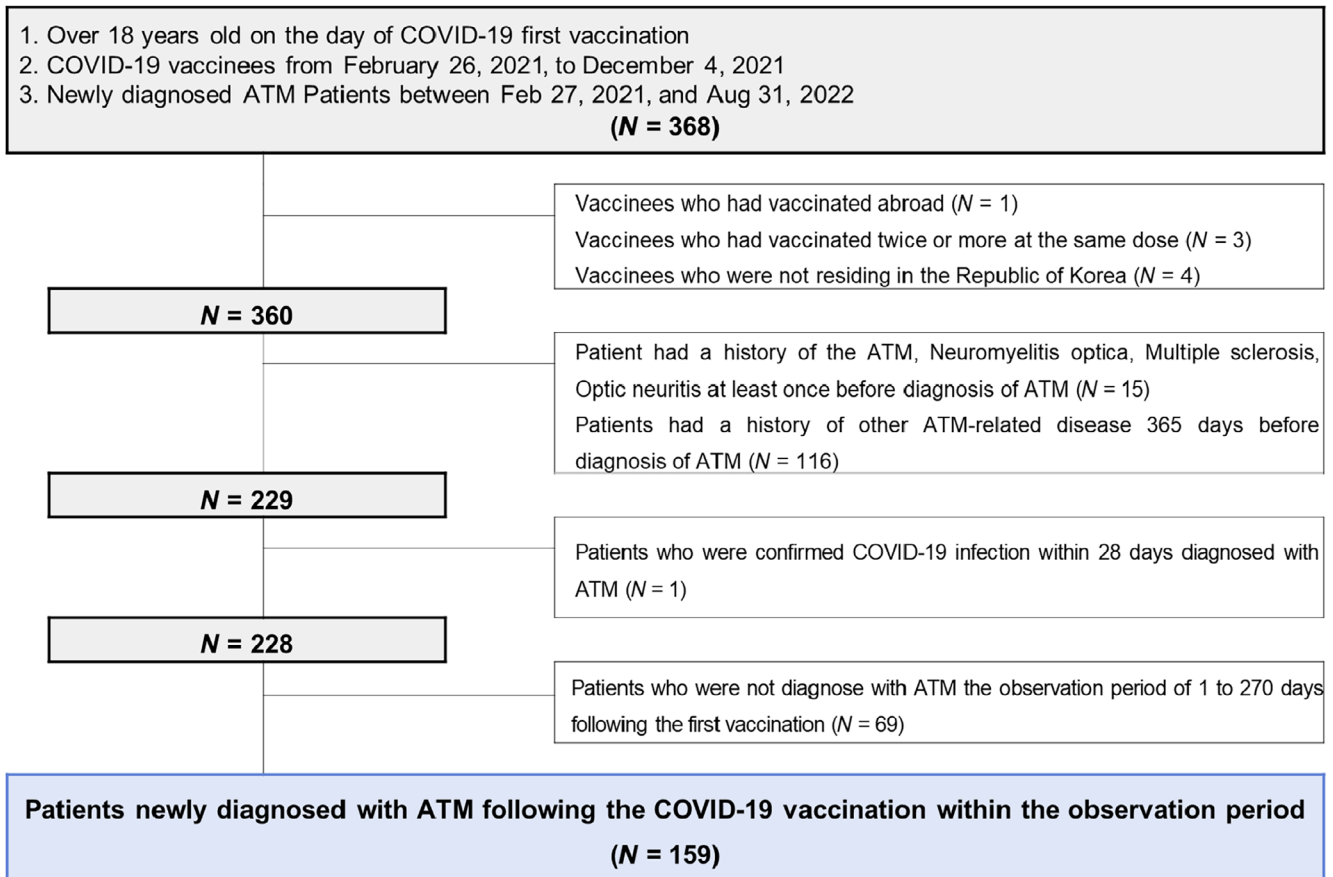 1. Over 18 years old on the day of COVID-19 first vaccination
2. COVID-19 vaccinees from February 26, 2021, to December 4, 2021
3. Newly diagnosed ATM Patients between Feb 27, 2021, and Aug 31, 2022
(N = 368)
Vaccinees who had vaccinated abroad (N = 1)
Vaccinees who had vaccinated twice or more at the same dose (N = 3)
Vaccinees who were not residing in the Republic of Korea (N = 4)
N = 360
Patient had a history of the ATM, Neuromyelitis optica, Multiple sclerosis,
Optic neuritis at least once before diagnosis of ATM (N = 15)
Patients had a history of other ATM-related disease 365 days before
diagnosis of ATM (N = 116)
N = 229
Patients who were confirmed COVID-19 infection within 28 days diagnosed with
ATM (N = 1)
N = 228
Patients who were not diagnose with ATM the observation period of 1 to 270 days
following the first vaccination (N = 69)
Patients newly diagnosed with ATM following the COVID-19 vaccination within the observation period
(N = 159)